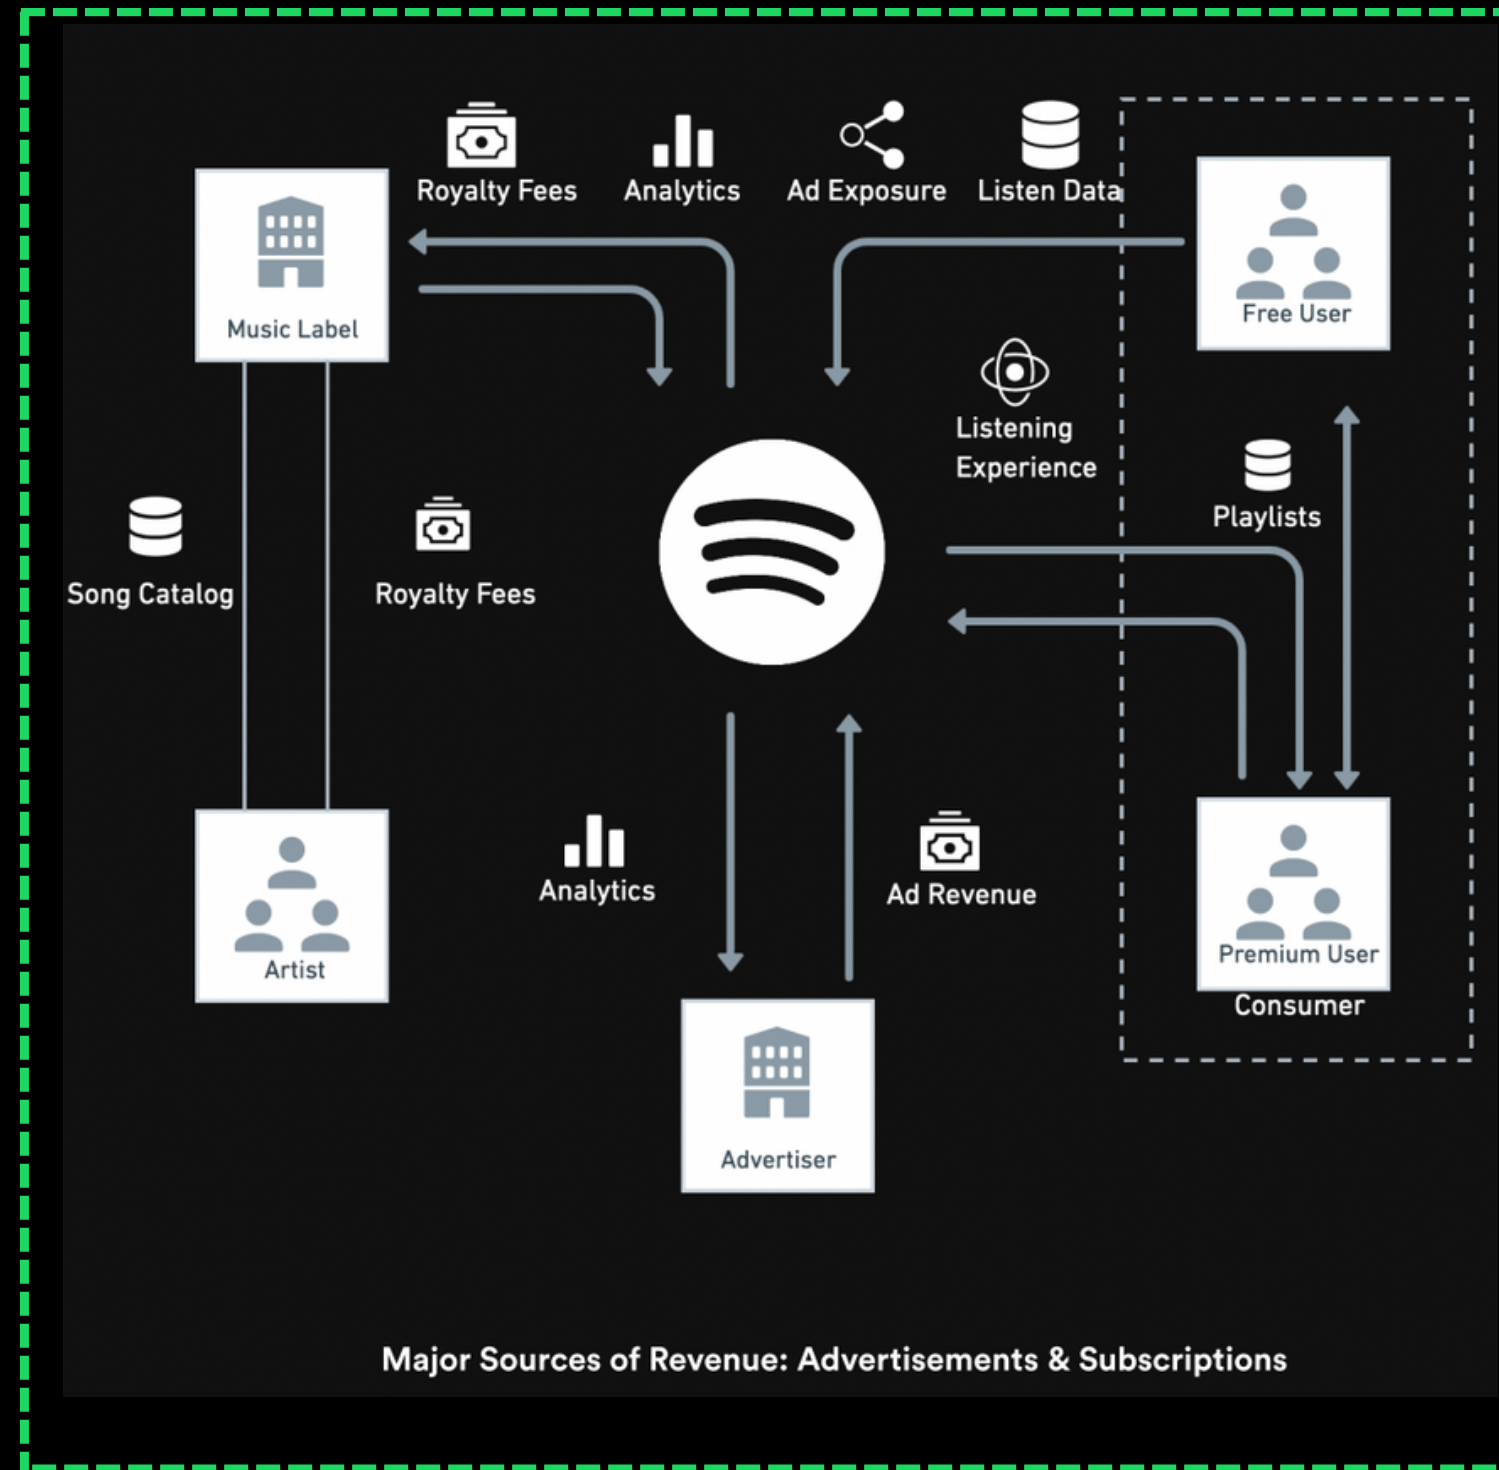 Royalty Fees
Analytics
Ad Exposure
Listen Data
Music Label
Free User
Listening
Experience
Playlists
Song Catalog
Royalty Fees
Analytics
Ad Revenue
Artist
Premium User
Consumer
Advertiser
Major Sources of Revenue: Advertisements & Subscriptions